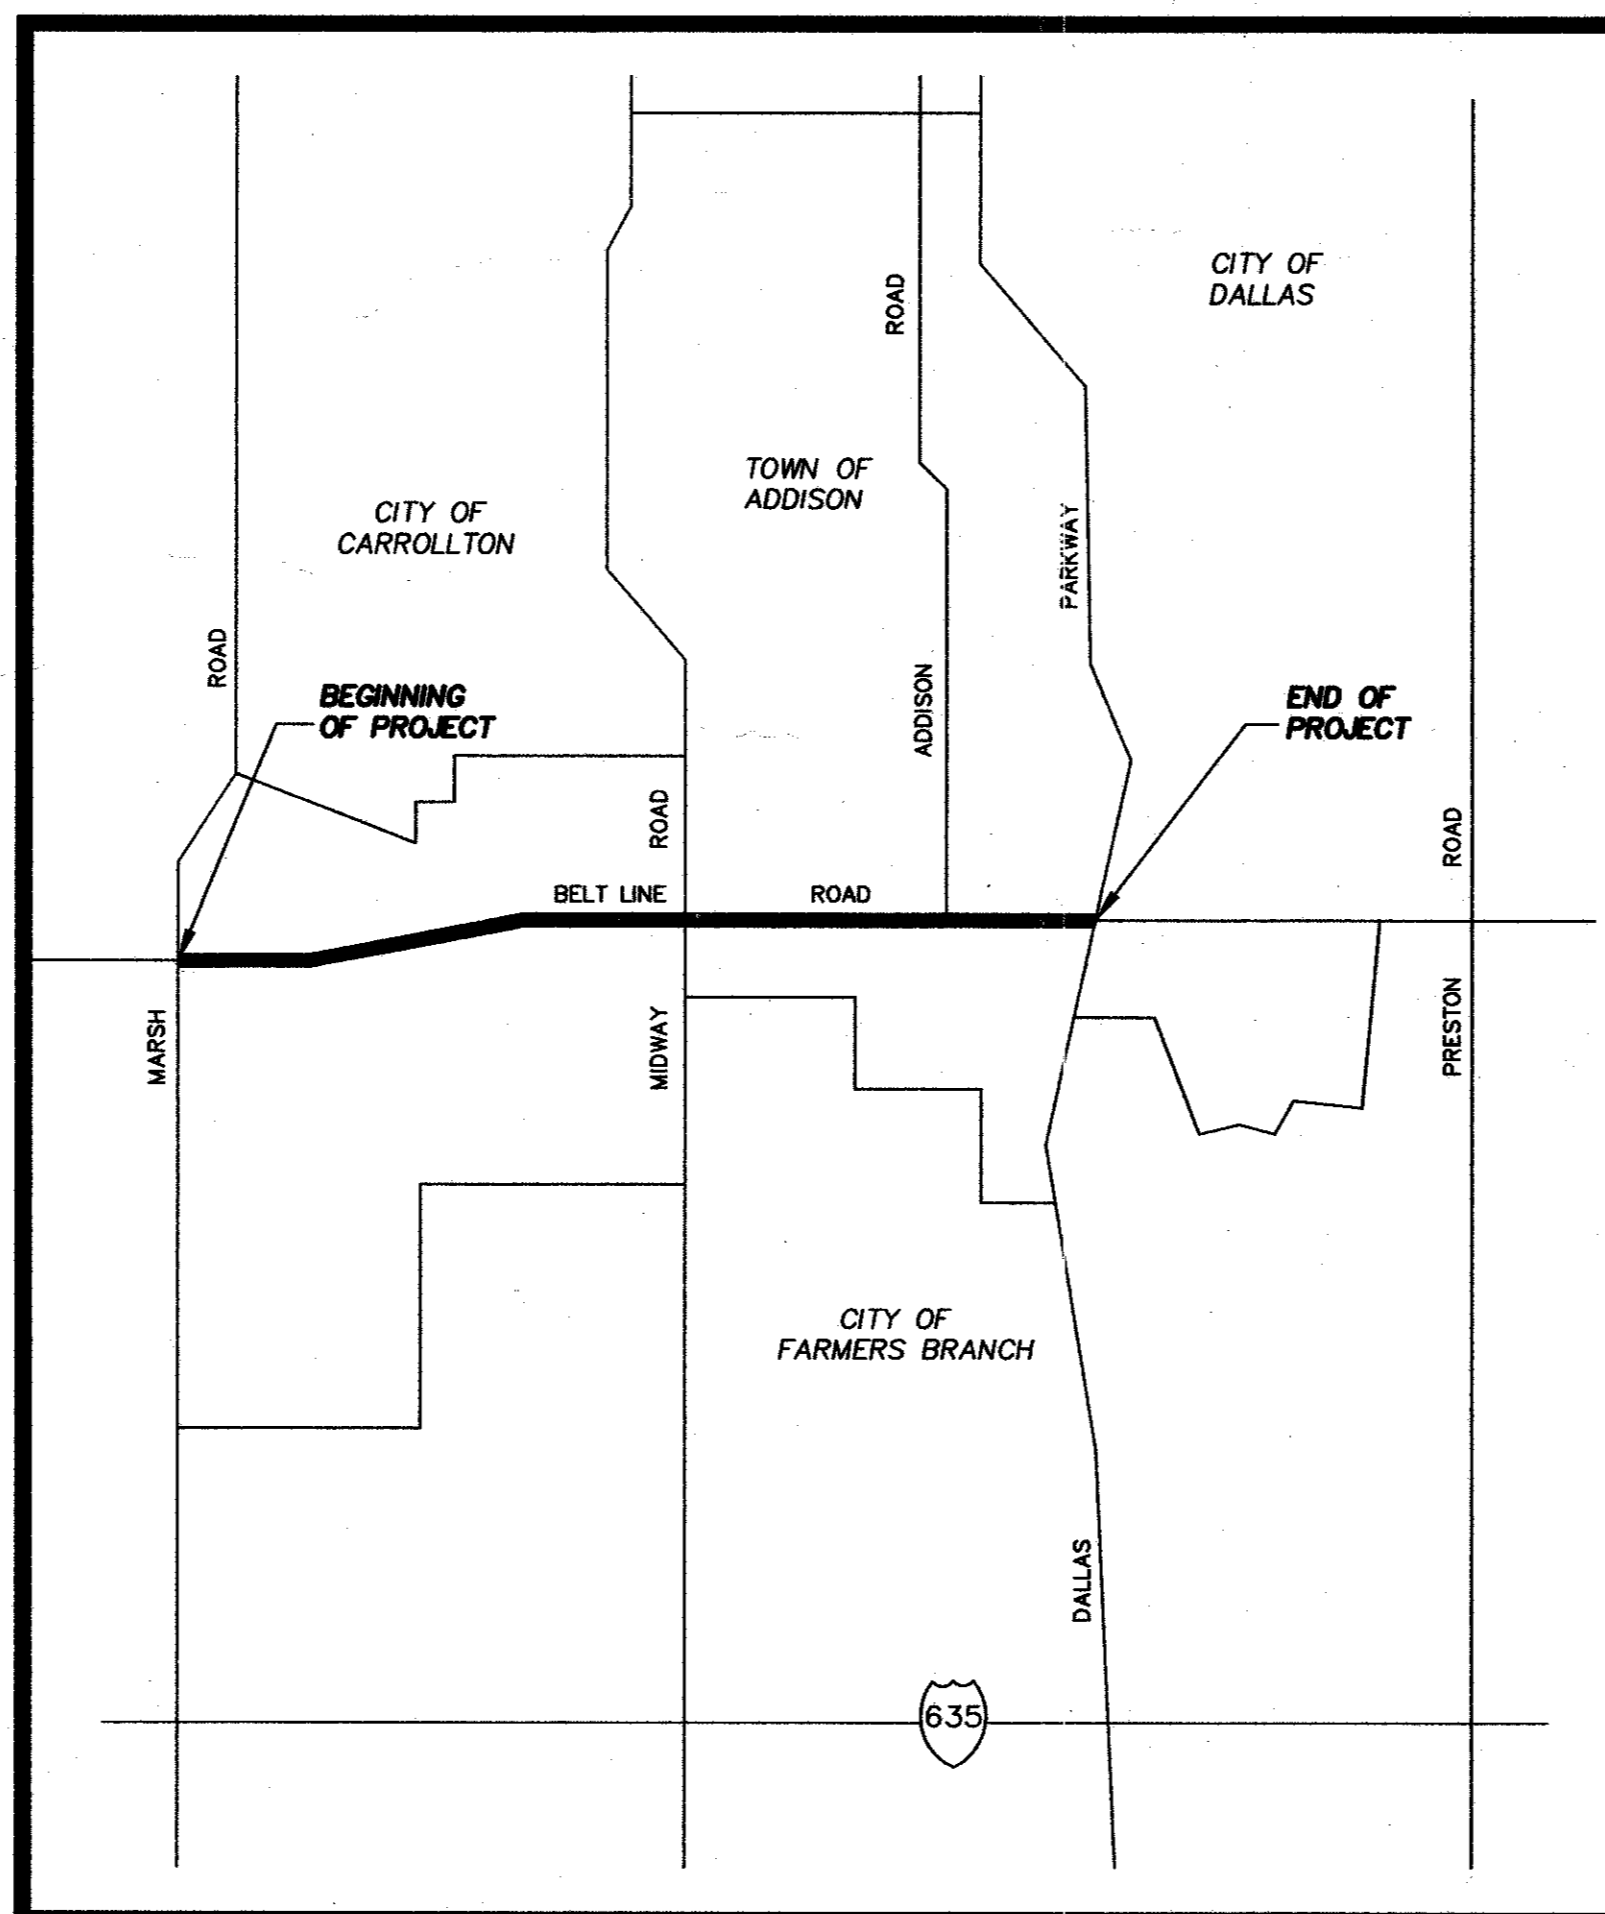 CITY OF
DALLAS
ROAD
TOWN OF
ADDISON
CITY OF
CARROLLTON
PARKWAY
ROAD
BEGINNING
OF PROJECT
ADDISON
END OF
PROJECT
ROAD
ROAD
BELT LINE ROAD
MARSH
MIDWAY
PRESTON
CITY OF
FARMERS BRANCH
DALLAS
635